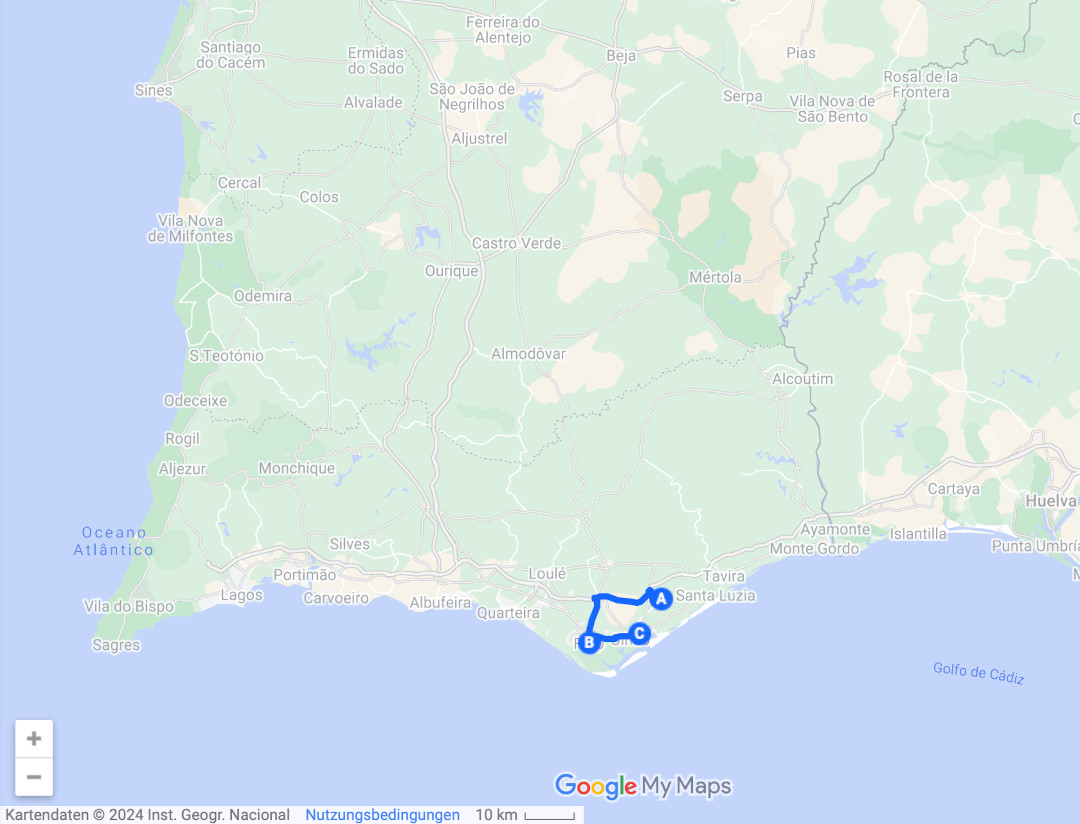 Ferreira do
Alentejo
Santiago
do Cacém
Ermidas
do Sado
Beja
Pias
Rosal de la
Frontera
Sines
São João de
Negrilhos
Alvalade
Serpa
Vila Nova de
São Bento
Aljustrel
Cercal
Colos
Vila Nova
de Milfontes
Castro Verde
Ourique
Mértola
Odemira
S.Teotónio
Almodôvar
Alcoutim
Odeceixe
Rogil
Aljezur
Monchique
Cartaya
Huelva
Oceano
Atlântico
Silves
Ayamonte
Islantilla
Monte Gordo
Punta Umbría
Loulé
Portimão
Tavira
Lagos
Carvoeiro
Albufeira
Quarteira
Santa Luzia
A
Vila do Bispo
Sagres
B
C
Golfo de Cádiz
+
−
Google My Maps
Kartendaten © 2024 Inst. Geogr. Nacional Nutzungsbedingungen 10 km